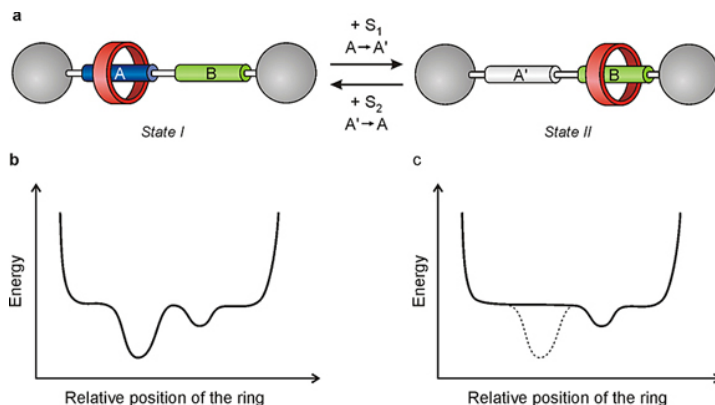 a
+ S₁
A→A'
A
B
A'
B
+ S₂
A'→A
State I
State II
b
c
Energy
Relative position of the ring
Energy
Relative position of the ring